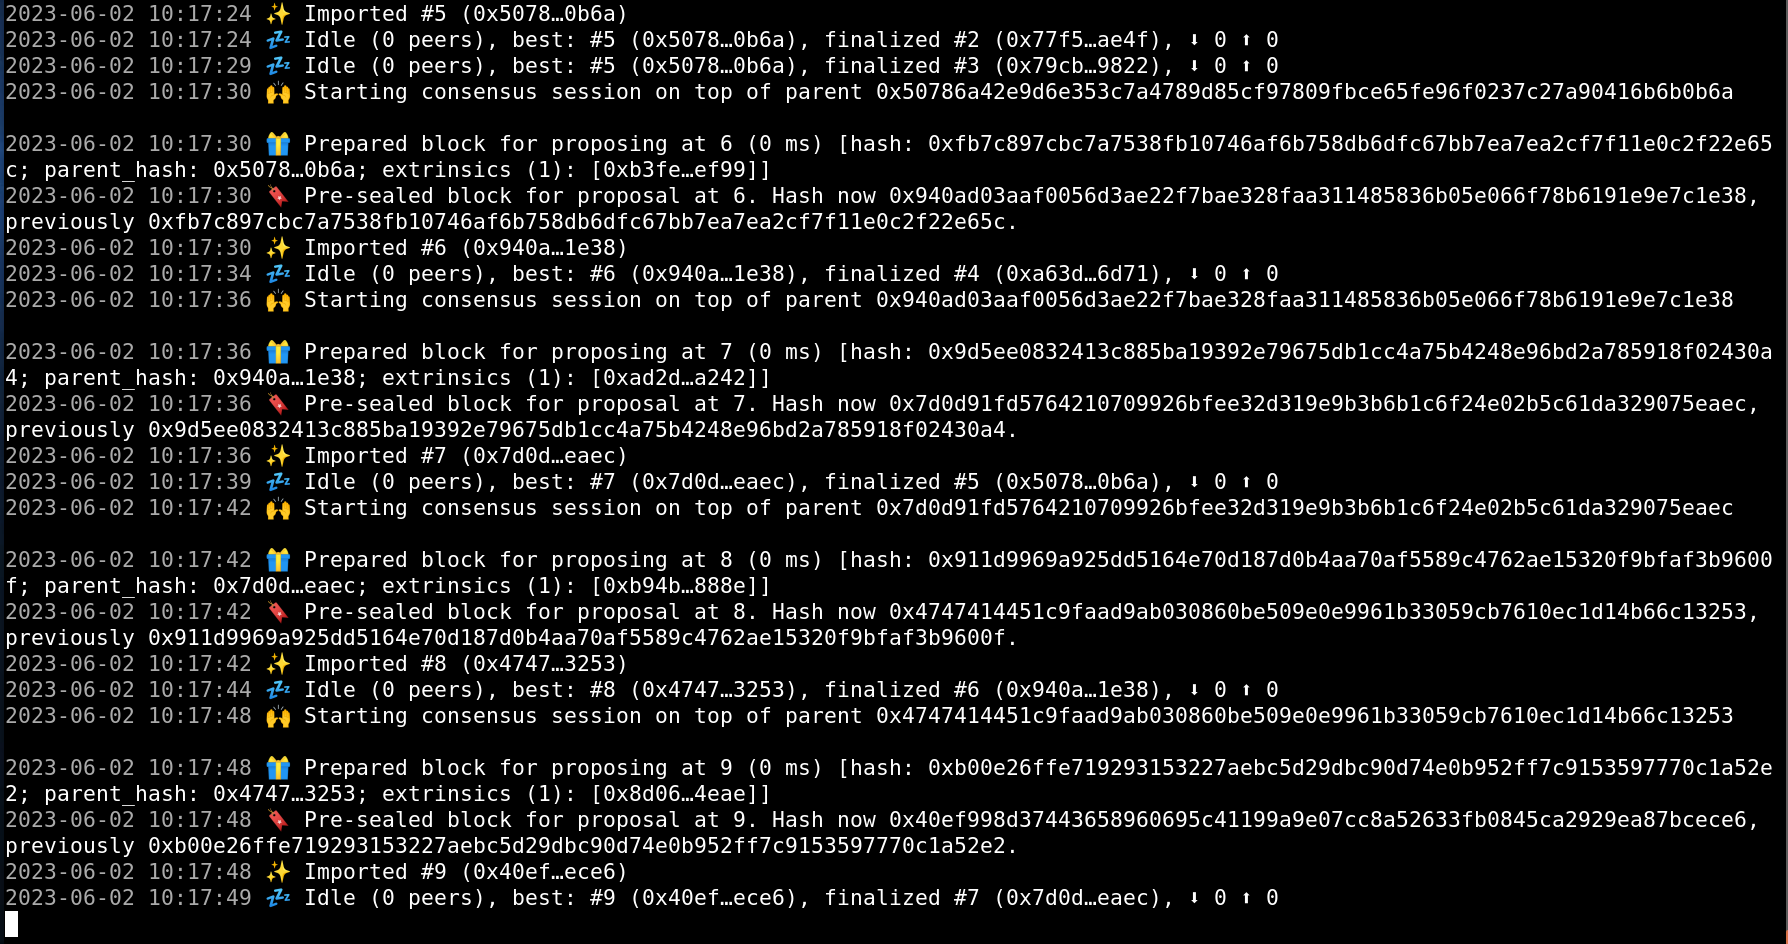 2023-06-02 10:17:24 ✨ Imported #5 (0x5078…0b6a)
2023-06-02 10:17:24 💤 Idle (0 peers), best: #5 (0x5078…0b6a), finalized #2 (0x77f5…ae4f), ⬇ 0 ⬆ 0
2023-06-02 10:17:29 💤 Idle (0 peers), best: #5 (0x5078…0b6a), finalized #3 (0x79cb…9822), ⬇ 0 ⬆ 0
2023-06-02 10:17:30 🙌 Starting consensus session on top of parent 0x50786a42e9d6e353c7a4789d85cf97809fbce65fe96f0237c27a90416b6b0b6a
2023-06-02 10:17:30 🎁 Prepared block for proposing at 6 (0 ms) [hash: 0xfb7c897cbc7a7538fb10746af6b758db6dfc67bb7ea7ea2cf7f11e0c2f22e65
c; parent_hash: 0x5078…0b6a; extrinsics (1): [0xb3fe…ef99]]
2023-06-02 10:17:30 🔖 Pre-sealed block for proposal at 6. Hash now 0x940ad03aaf0056d3ae22f7bae328faa311485836b05e066f78b6191e9e7c1e38,
previously 0xfb7c897cbc7a7538fb10746af6b758db6dfc67bb7ea7ea2cf7f11e0c2f22e65c.
2023-06-02 10:17:30 ✨ Imported #6 (0x940a…1e38)
2023-06-02 10:17:34 💤 Idle (0 peers), best: #6 (0x940a…1e38), finalized #4 (0xa63d…6d71), ⬇ 0 ⬆ 0
2023-06-02 10:17:36 🙌 Starting consensus session on top of parent 0x940ad03aaf0056d3ae22f7bae328faa311485836b05e066f78b6191e9e7c1e38
2023-06-02 10:17:36 🎁 Prepared block for proposing at 7 (0 ms) [hash: 0x9d5ee0832413c885ba19392e79675db1cc4a75b4248e96bd2a785918f02430a
4; parent_hash: 0x940a…1e38; extrinsics (1): [0xad2d…a242]]
2023-06-02 10:17:36 🔖 Pre-sealed block for proposal at 7. Hash now 0x7d0d91fd5764210709926bfee32d319e9b3b6b1c6f24e02b5c61da329075eaec,
previously 0x9d5ee0832413c885ba19392e79675db1cc4a75b4248e96bd2a785918f02430a4.
2023-06-02 10:17:36 ✨ Imported #7 (0x7d0d…eaec)
2023-06-02 10:17:39 💤 Idle (0 peers), best: #7 (0x7d0d…eaec), finalized #5 (0x5078…0b6a), ⬇ 0 ⬆ 0
2023-06-02 10:17:42 🙌 Starting consensus session on top of parent 0x7d0d91fd5764210709926bfee32d319e9b3b6b1c6f24e02b5c61da329075eaec
2023-06-02 10:17:42 🎁 Prepared block for proposing at 8 (0 ms) [hash: 0x911d9969a925dd5164e70d187d0b4aa70af5589c4762ae15320f9bfaf3b9600
f; parent_hash: 0x7d0d…eaec; extrinsics (1): [0xb94b…888e]]
2023-06-02 10:17:42 🔖 Pre-sealed block for proposal at 8. Hash now 0x4747414451c9faad9ab030860be509e0e9961b33059cb7610ec1d14b66c13253,
previously 0x911d9969a925dd5164e70d187d0b4aa70af5589c4762ae15320f9bfaf3b9600f.
2023-06-02 10:17:42 ✨ Imported #8 (0x4747…3253)
2023-06-02 10:17:44 💤 Idle (0 peers), best: #8 (0x4747…3253), finalized #6 (0x940a…1e38), ⬇ 0 ⬆ 0
2023-06-02 10:17:48 🙌 Starting consensus session on top of parent 0x4747414451c9faad9ab030860be509e0e9961b33059cb7610ec1d14b66c13253
2023-06-02 10:17:48 🎁 Prepared block for proposing at 9 (0 ms) [hash: 0xb00e26ffe719293153227aebc5d29dbc90d74e0b952ff7c9153597770c1a52e
2; parent_hash: 0x4747…3253; extrinsics (1): [0x8d06…4eae]]
2023-06-02 10:17:48 🔖 Pre-sealed block for proposal at 9. Hash now 0x40ef998d37443658960695c41199a9e07cc8a52633fb0845ca2929ea87bcece6,
previously 0xb00e26ffe719293153227aebc5d29dbc90d74e0b952ff7c9153597770c1a52e2.
2023-06-02 10:17:48 ✨ Imported #9 (0x40ef…ece6)
2023-06-02 10:17:49 💤 Idle (0 peers), best: #9 (0x40ef…ece6), finalized #7 (0x7d0d…eaec), ⬇ 0 ⬆ 0